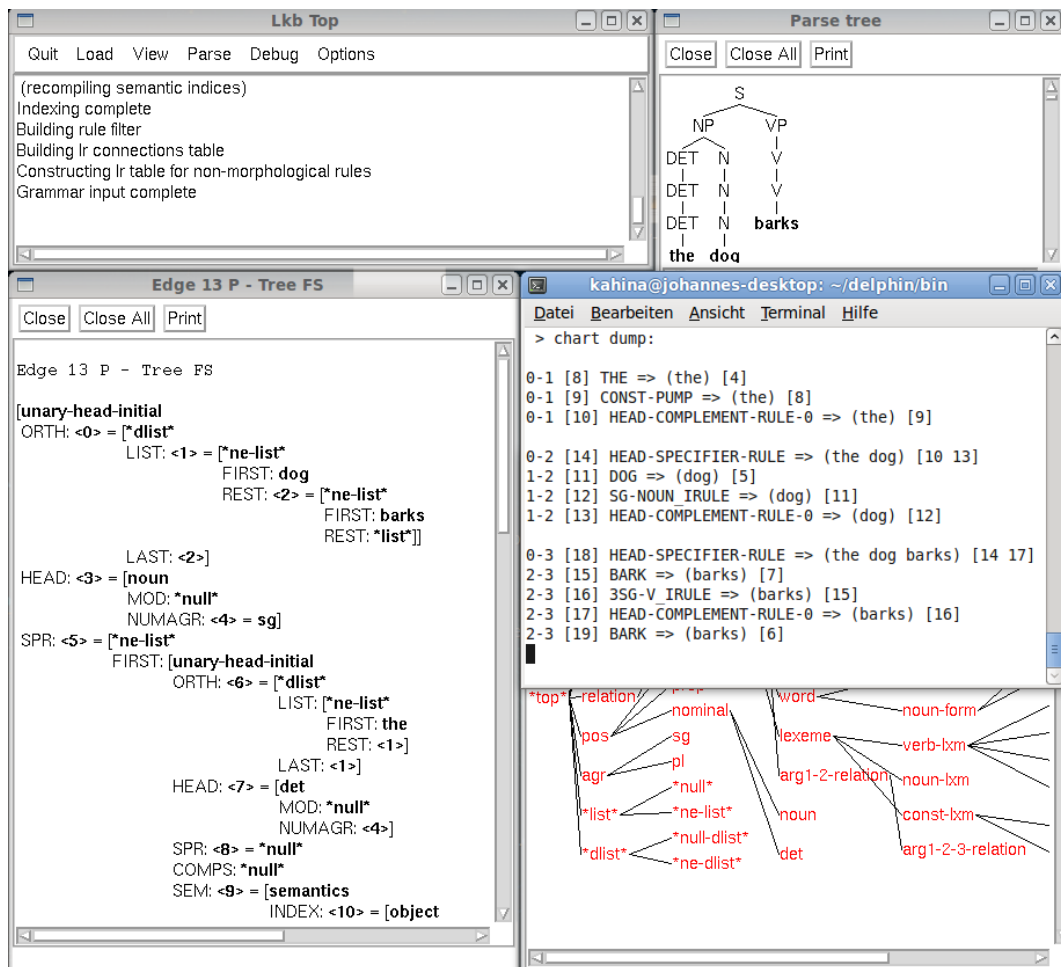 Lkb Top
Quit Load View Parse Debug Options
(recompiling semantic indices)
Indexing complete
Building rule filter
Building lr connections table
Constructing lr table for non-morphological rules
Grammar input complete
Parse tree
Close Close All Print
S
NP VP
DET N V
DET N V
DET N barks
the dog
Edge 13 P - Tree FS
Close Close All Print
Edge 13 P - Tree FS
[unary-head-initial
ORTH: <0> = [*dlist*
LIST: <1> = [*ne-list*
FIRST: dog
REST: <2> = [*ne-list*
FIRST: barks
REST: *list*]]
LAST: <2>]
HEAD: <3> = [noun
MOD: *null*
NUMAGR: <4> = sg]
SPR: <5> = [*ne-list*
FIRST: [unary-head-initial
ORTH: <6> = [*dlist*
LIST: [*ne-list*
FIRST: the
REST: <1>]
LAST: <1>]
HEAD: <7> = [det
MOD: *null*
NUMAGR: <4>]
SPR: <8> = *null*
COMPS: *null*
SEM: <9> = [semantics
INDEX: <10> = [object
kahina@johannes-desktop: ~/delphin/bin
Datei Bearbeiten Ansicht Terminal Hilfe
> chart dump:
0-1 [8] THE => (the) [4]
0-1 [9] CONST-PUMP => (the) [8]
0-1 [10] HEAD-COMPLEMENT-RULE-0 => (the) [9]
0-2 [14] HEAD-SPECIFIER-RULE => (the dog) [10 13]
1-2 [11] DOG => (dog) [5]
1-2 [12] SG-NOUN_IRULE => (dog) [11]
1-2 [13] HEAD-COMPLEMENT-RULE-0 => (dog) [12]
0-3 [18] HEAD-SPECIFIER-RULE => (the dog barks) [14 17]
2-3 [15] BARK => (barks) [7]
2-3 [16] 3SG-V_IRULE => (barks) [15]
2-3 [17] HEAD-COMPLEMENT-RULE-0 => (barks) [16]
2-3 [19] BARK => (barks) [6]
*top* relation word
nominal noun-form
pos sg lexeme verb-lxm
agr pl arg1-2-relation noun-lxm
*null*
*list* *ne-list* noun const-lxm
*null-dlist*
*dlist* *ne-dlist* det arg1-2-3-relation